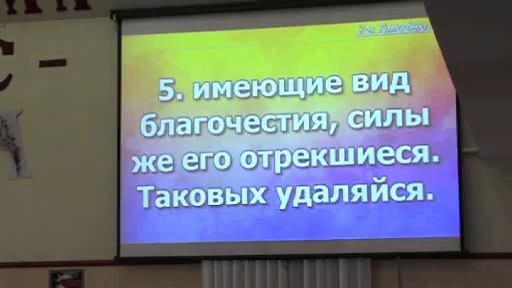 5. имеющие вид
благочестия, силы
же его отрекшиеся.
Таковых удаляйся.